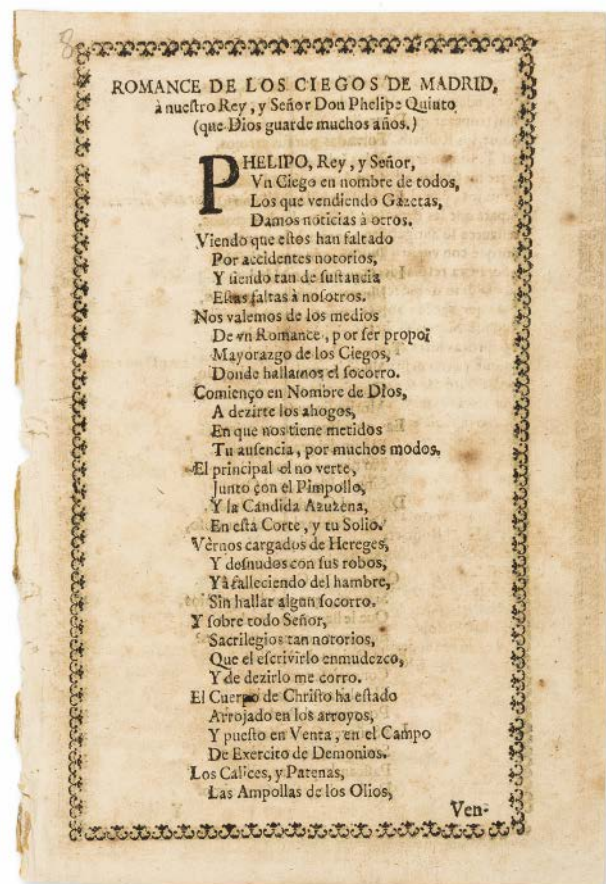 8
ROMANCE DE LOS CIEGOS DE MADRID,
à nueſtro Rey, y Señor Don Phelipe Quinto
(que Dios guarde muchos años.)
PHELIPO, Rey, y Señor,
Vn Ciego en nombre de todos,
Los que vendiendo Gazetas,
Damos noticias à otros.
Viendo que eſtos han faltado
Por accidentes notorios,
Y ſiendo tan de ſuſtancia
Eſtas faltas à noſotros.
Nos valemos de los medios
De vn Romance, por ſer propoi
Mayorazgo de los Ciegos,
Donde hallamos el ſocorro.
Comienço en Nombre de Dios,
A dezirte los ahogos,
En que nos tiene metidos
Tu auſencia, por muchos modos.
El principal el no verte,
Junto con el Pimpollo,
Y la Candida Azuzena,
En eſta Corte, y tu Solio.
Vèrnos cargados de Hereges,
Y deſnudos con ſus robos,
Yà falleciendo del hambre,
Sin hallar algun ſocorro.
Y ſobre todo Señor,
Sacrilegios tan notorios,
Que el eſcrivirlo enmudezco,
Y de dezirlo me corro.
El Cuerpo de Chriſto ha eſtado
Arrojado en los arroyos,
Y pueſto en Venta, en el Campo
De Exercito de Demonios.
Los Calices, y Patenas,
Las Ampollas de los Olios,
Ven-